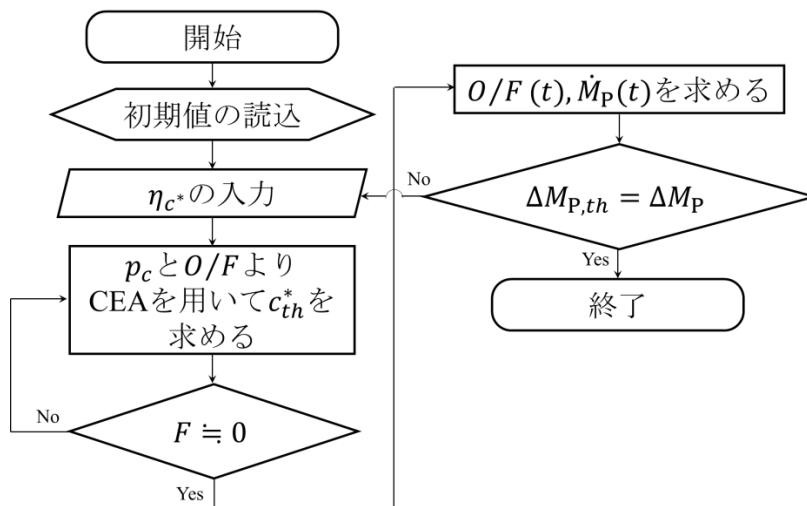 開始
初期値の読込
η_{c*}の入力
p_cとO/Fより
CEAを用いてc*_{th}を
求める
No
F≒0
Yes
O/F (t), Ṁ_P(t)を求める
No
ΔM_{P,th} = ΔM_P
Yes
終了